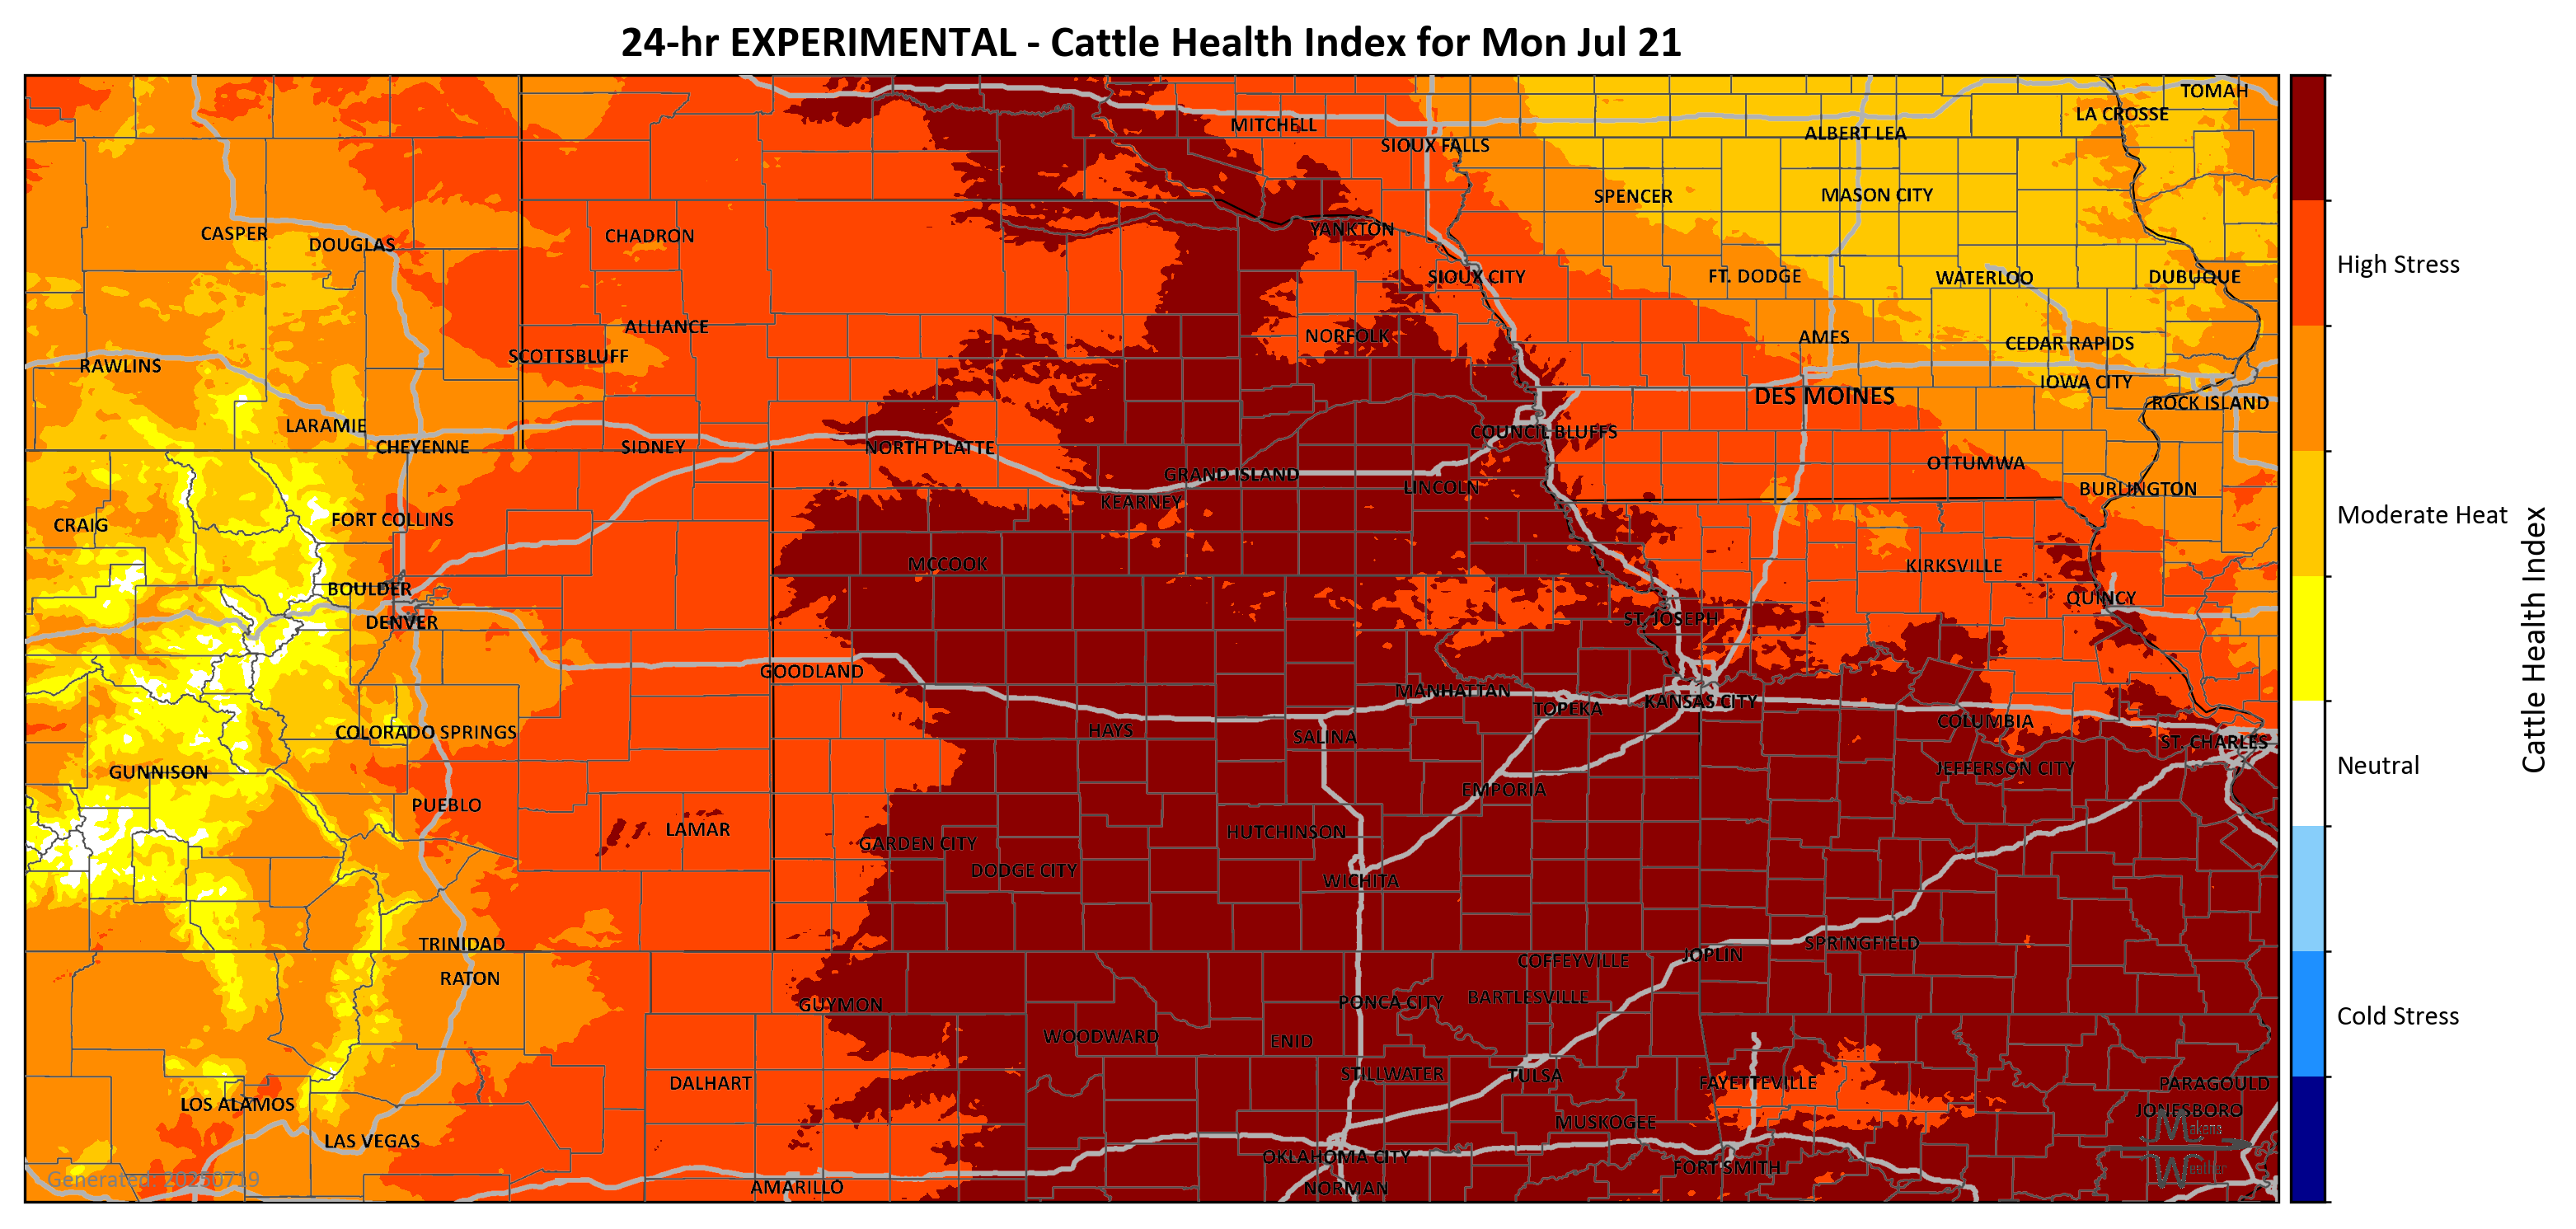 24-hr EXPERIMENTAL - Cattle Health Index for Mon Jul 21
TOMAH
LA CROSSE
MITCHELL
ALBERT LEA
SIOUX FALLS
SPENCER
MASON CITY
CASPER
CHADRON
YANKTON
DOUGLAS
SIOUX CITY
FT. DODGE
WATERLOO
DUBUQUE
High Stress
ALLIANCE
NORFOLK
AMES
CEDAR RAPIDS
SCOTTSBLUFF
RAWLINS
IOWA CITY
DES MOINES
ROCK ISLAND
LARAMIE
COUNCIL BLUFFS
CHEYENNE
SIDNEY
NORTH PLATTE
OTTUMWA
GRAND ISLAND
LINCOLN
BURLINGTON
KEARNEY
Moderate Heat
CRAIG
FORT COLLINS
MCCOOK
KIRKSVILLE
BOULDER
QUINCY
DENVER
ST. JOSEPH
Cattle Health Index
GOODLAND
MANHATTAN
TOPEKA
KANSAS CITY
COLUMBIA
COLORADO SPRINGS
HAYS
SALINA
ST. CHARLES
GUNNISON
JEFFERSON CITY
Neutral
EMPORIA
PUEBLO
LAMAR
HUTCHINSON
GARDEN CITY
DODGE CITY
WICHITA
TRINIDAD
SPRINGFIELD
JOPLIN
COFFEYVILLE
RATON
BARTLESVILLE
PONCA CITY
GUYMON
Cold Stress
WOODWARD
ENID
STILLWATER
TULSA
DALHART
FAYETTEVILLE
PARAGOULD
LOS ALAMOS
JONESBORO
MUSKOGEE
Makens
LAS VEGAS
OKLAHOMA CITY
FORT SMITH
Weather
Generated: 20250719
AMARILLO
NORMAN